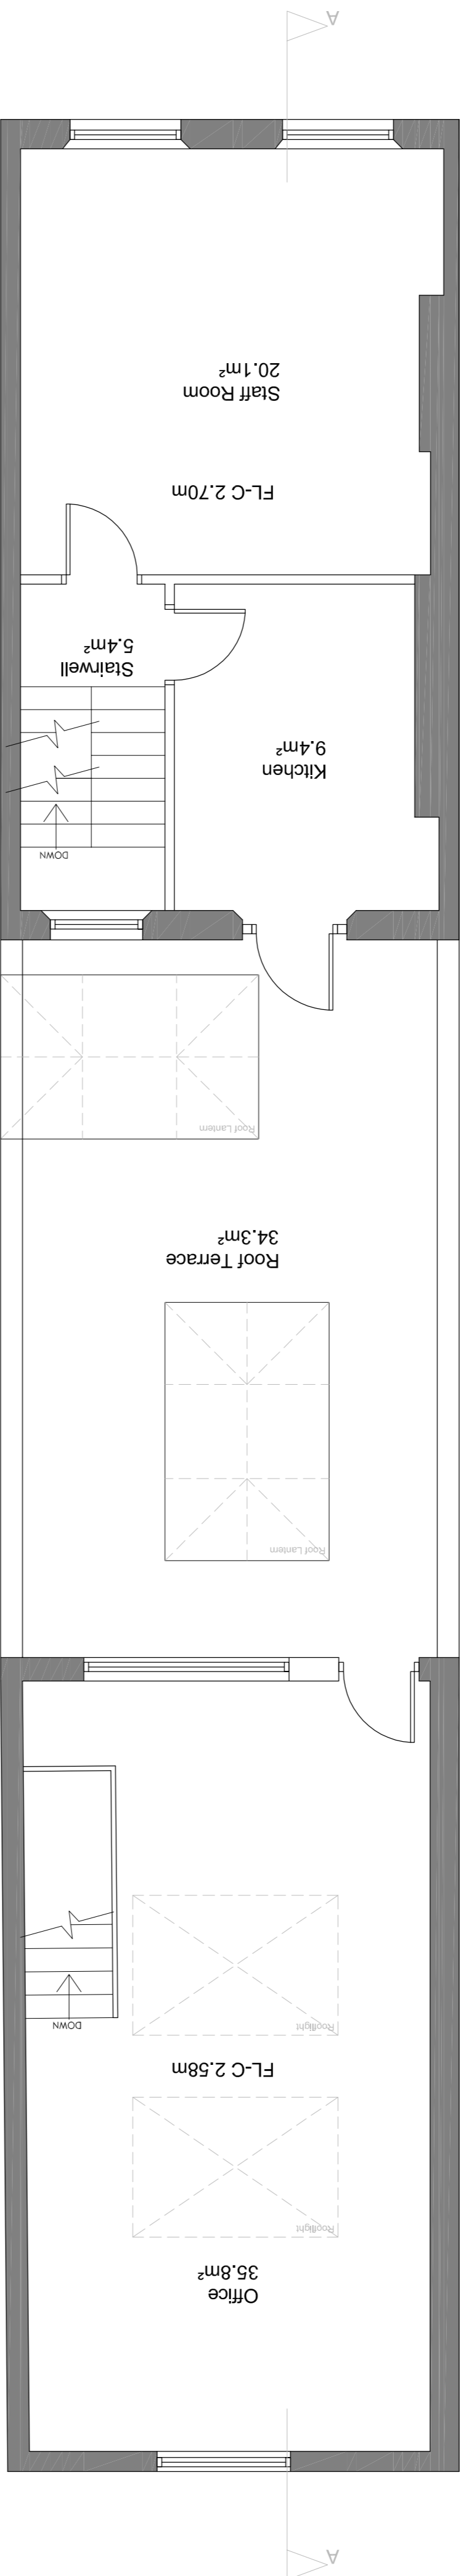 A
Office
35.8m²
Rooflight
FL-C 2.58m
Rooflight
DOWN
Roof Lantern
Roof Terrace
34.3m²
Roof Lantern
DOWN
Kitchen
9.4m²
Stairwell
5.4m²
FL-C 2.70m
Staff Room
20.1m²
A